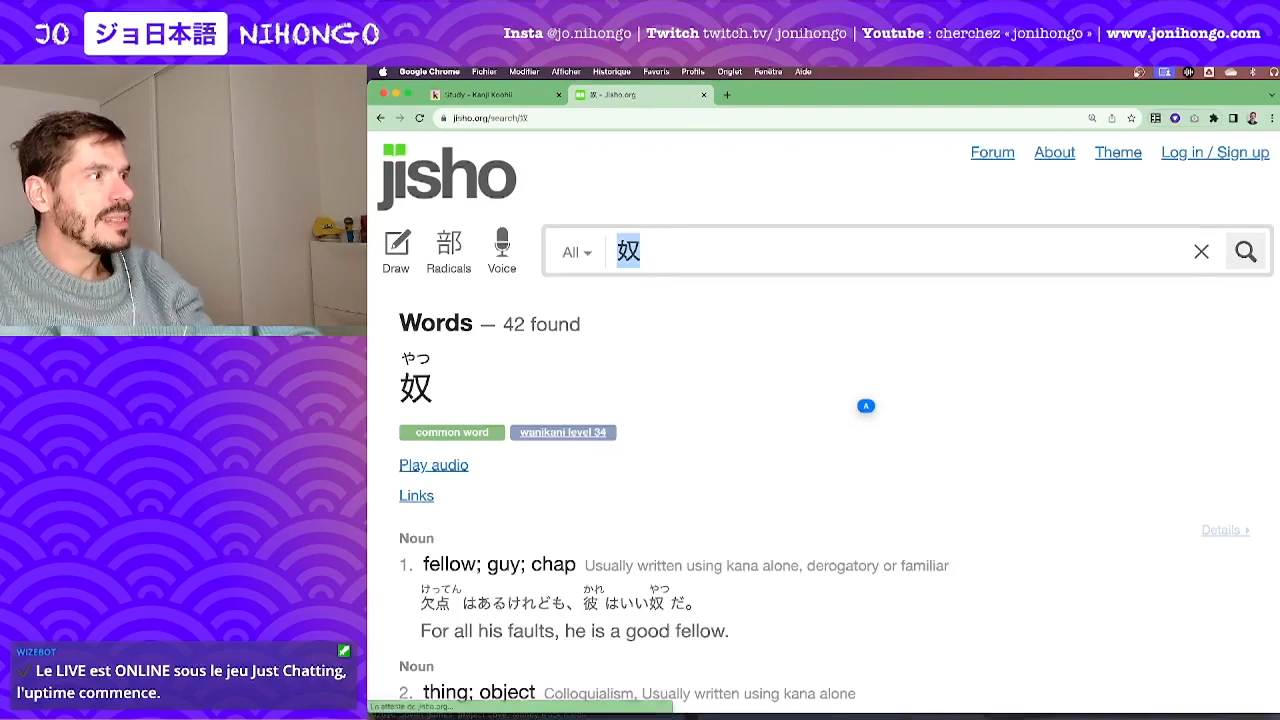 JO ジョ日本語 NIHONGO
Insta @jo.nihongo | Twitch twitch.tv/ jonihongo | Youtube : cherchez « jonihongo » | www.jonihongo.com
Google Chrome Fichier Modifier Afficher Historique Favoris Profils Onglet Fenêtre Aide
Study - Kanji Koohii
奴 - Jisho.org
jisho.org/search/奴
jisho
Forum About Theme Log in / Sign up
部
Draw Radicals Voice
All
奴
Words — 42 found
やつ
奴
A
common word wanikani level 34
Play audio
Links
Details
Noun
1. fellow; guy; chap Usually written using kana alone, derogatory or familiar
けってん かれ やつ
欠点 はあるけれども、 彼 はいい奴 だ。
For all his faults, he is a good fellow.
Noun
2. thing; object Colloquialism, Usually written using kana alone
En attente de jisho.org...
WIZEBOT
Le LIVE est ONLINE sous le jeu Just Chatting,
l'uptime commence.